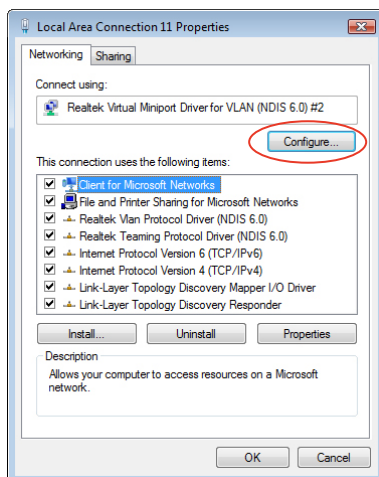 Local Area Connection 11 Properties
Networking
Sharing
Connect using:
Realtek Virtual Miniport Driver for VLAN (NDIS 6.0) #2
Configure...
This connection uses the following items:
Client for Microsoft Networks
File and Printer Sharing for Microsoft Networks
Realtek Vlan Protocol Driver (NDIS 6.0)
Realtek Teaming Protocol Driver (NDIS 6.0)
Internet Protocol Version 6 (TCP/IPv6)
Internet Protocol Version 4 (TCP/IPv4)
Link-Layer Topology Discovery Mapper I/O Driver
Link-Layer Topology Discovery Responder
Install...
Uninstall
Properties
Description
Allows your computer to access resources on a Microsoft
network.
OK
Cancel